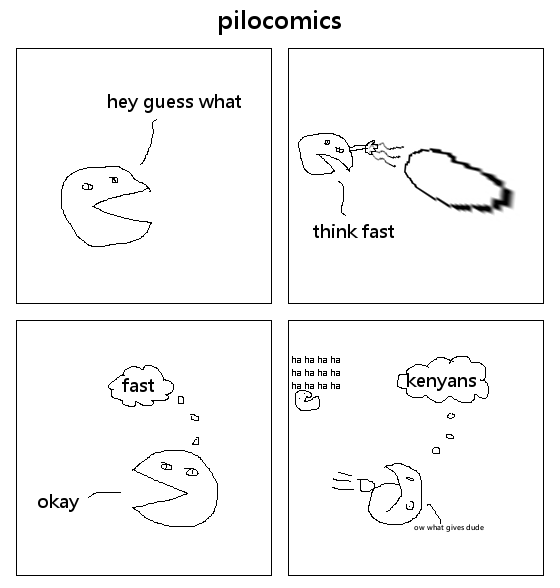 pilocomics
hey guess what
think fast
fast
okay
ha ha ha ha
ha ha ha ha
ha ha ha ha
kenyans
ow what gives dude